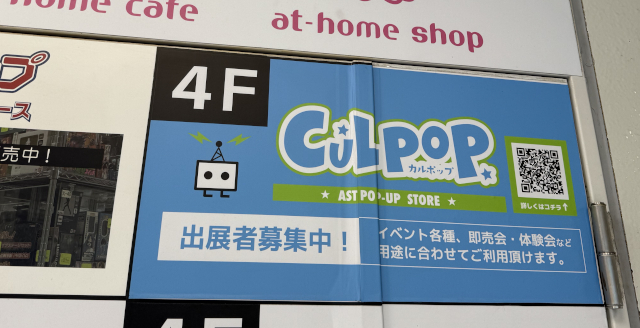 home cafe
at-home shop
プ
ース
売中！
4F
CULPOP
カルポップ
★ AST POP-UP STORE ★
詳しくはコチラ↑
出展者募集中！
イベント各種、即売会・体験会など
用途に合わせてご利用頂けます。